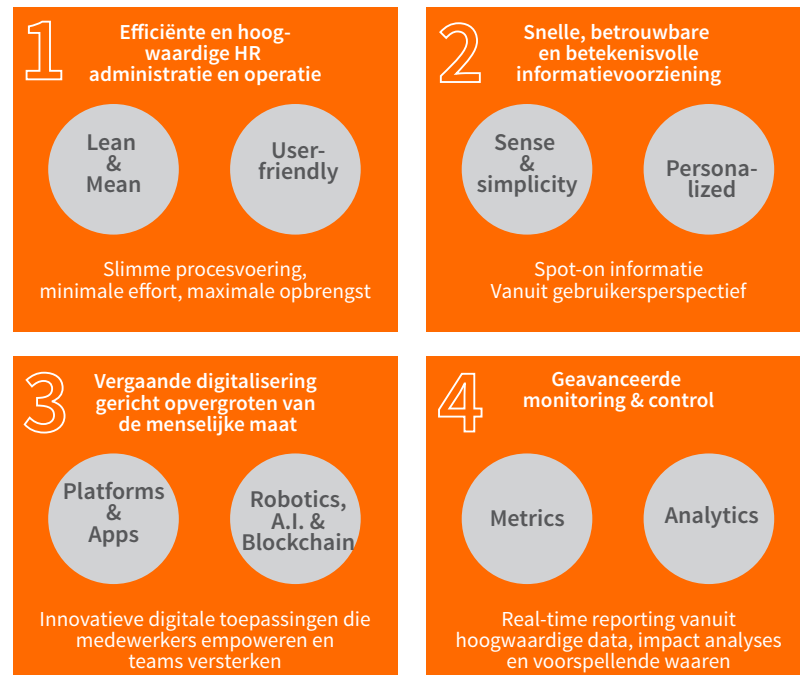 1
Efficiënte en hoog-
waardige HR
administratie en operatie
Lean
&
Mean
User-
friendly
Slimme procesvoering,
minimale effort, maximale opbrengst
2
Snelle, betrouwbare
en betekenisvolle
informatievoorziening
Sense
&
simplicity
Persona-
lized
Spot-on informatie
Vanuit gebruikersperspectief
3
Vergaande digitalisering
gericht opvergroten van
de menselijke maat
Platforms
&
Apps
Robotics,
A.I. &
Blockchain
Innovatieve digitale toepassingen die
medewerkers empoweren en
teams versterken
4
Geavanceerde
monitoring & control
Metrics
Analytics
Real-time reporting vanuit
hoogwaardige data, impact analyses
en voorspellende waaren